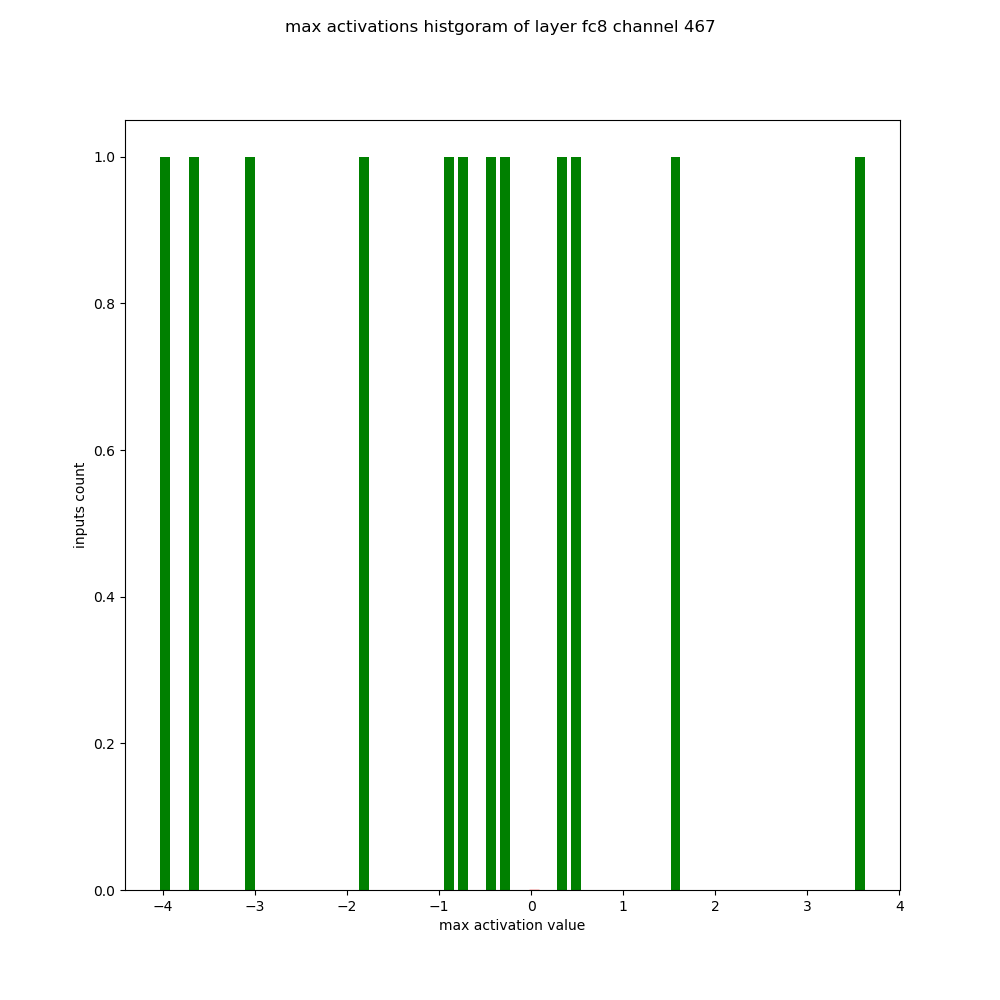 max activations histgoram of layer fc8 channel 467
1.0
0.8
0.6
0.4
0.2
0.0
inputs count
−4 −3 −2 −1 0 1 2 3 4
max activation value